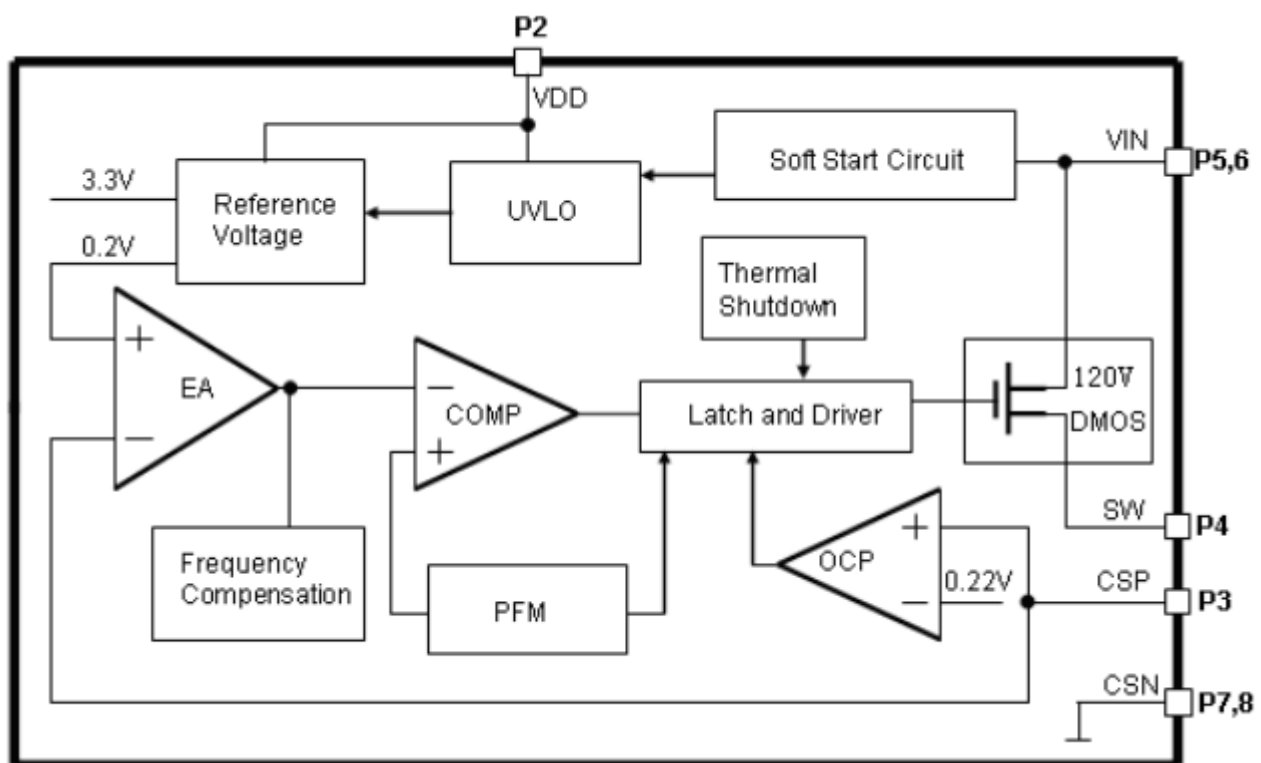 P2
VDD
VIN
P5,6
Soft Start Circuit
3.3V
Reference
Voltage
UVLO
0.2V
Thermal
Shutdown
+
EA
−
−
COMP
+
Latch and Driver
120V
DMOS
SW
P4
Frequency
Compensation
PFM
+
OCP
0.22V
−
CSP
P3
CSN
P7,8